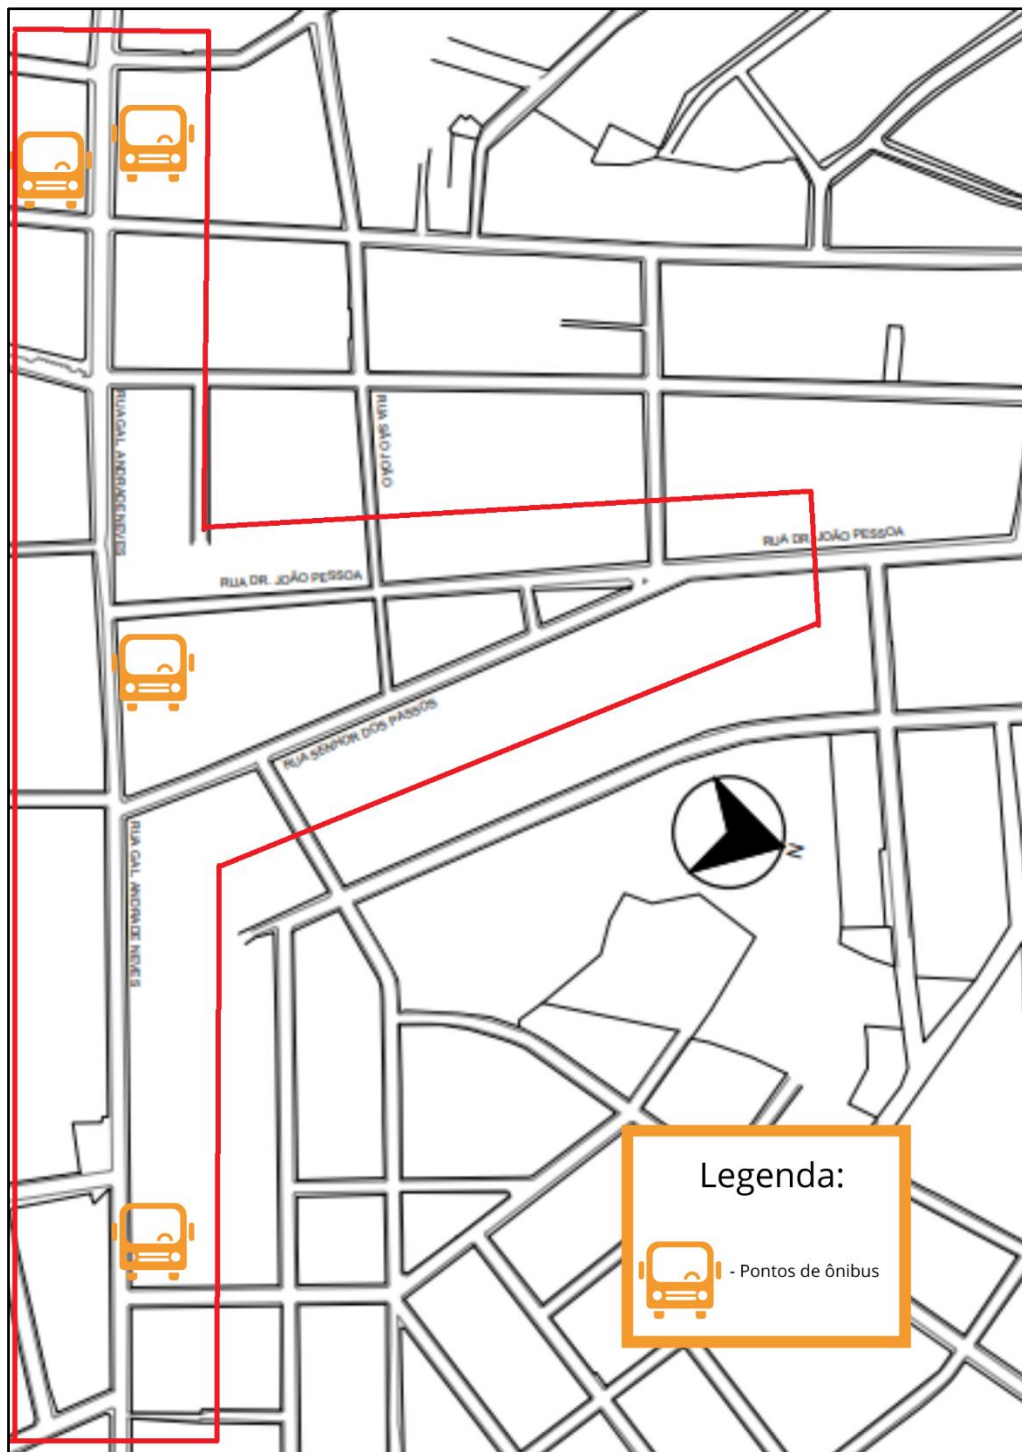 RUA GAL ANDRADE NEVES
RUA SÃO JOÃO
RUA DR. JOÃO PESSOA
RUA DR. JOÃO PESSOA
RUA SENHOR DOS PASSOS
RUA GAL ANDRADE NEVES
N
Legenda:
- Pontos de ônibus